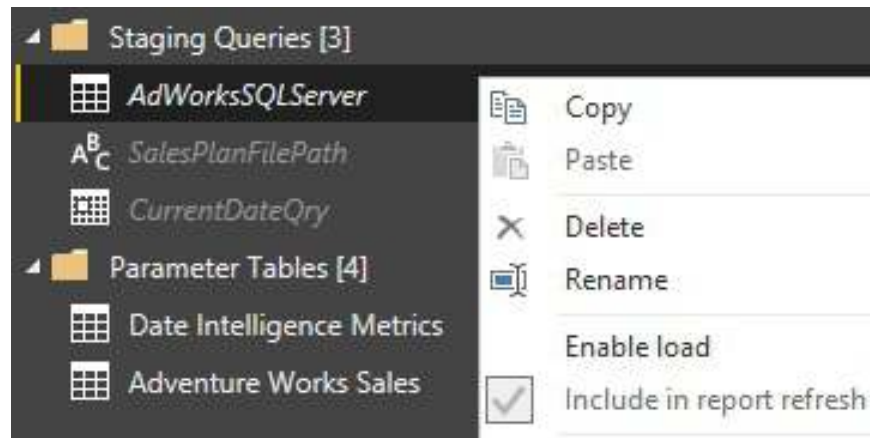 Staging Queries [3]
AdWorksSQLServer
ABC SalesPlanFilePath
CurrentDateQry
Parameter Tables [4]
Date Intelligence Metrics
Adventure Works Sales
Copy
Paste
Delete
Rename
Enable load
Include in report refresh